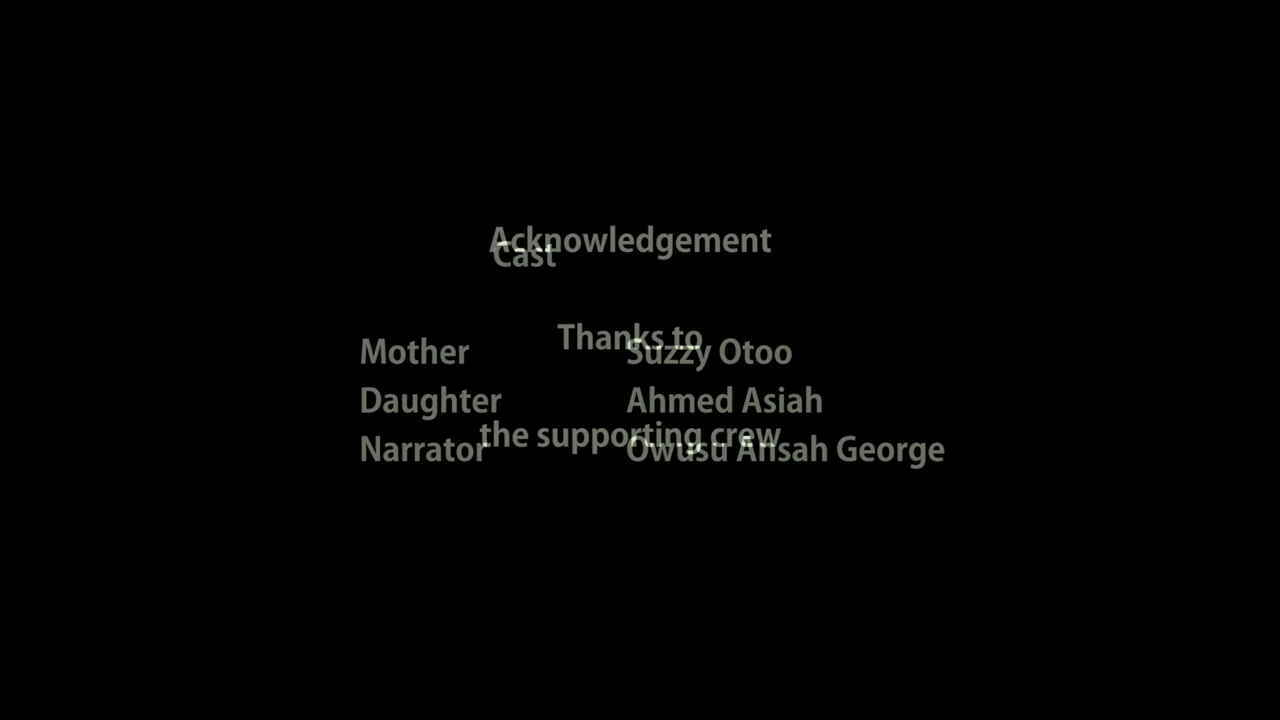 Acknowledgement
Cast
Thanks to
Mother Suzzy Otoo
Daughter Ahmed Asiah
the supporting crew
Narrator Owusu Ansah George